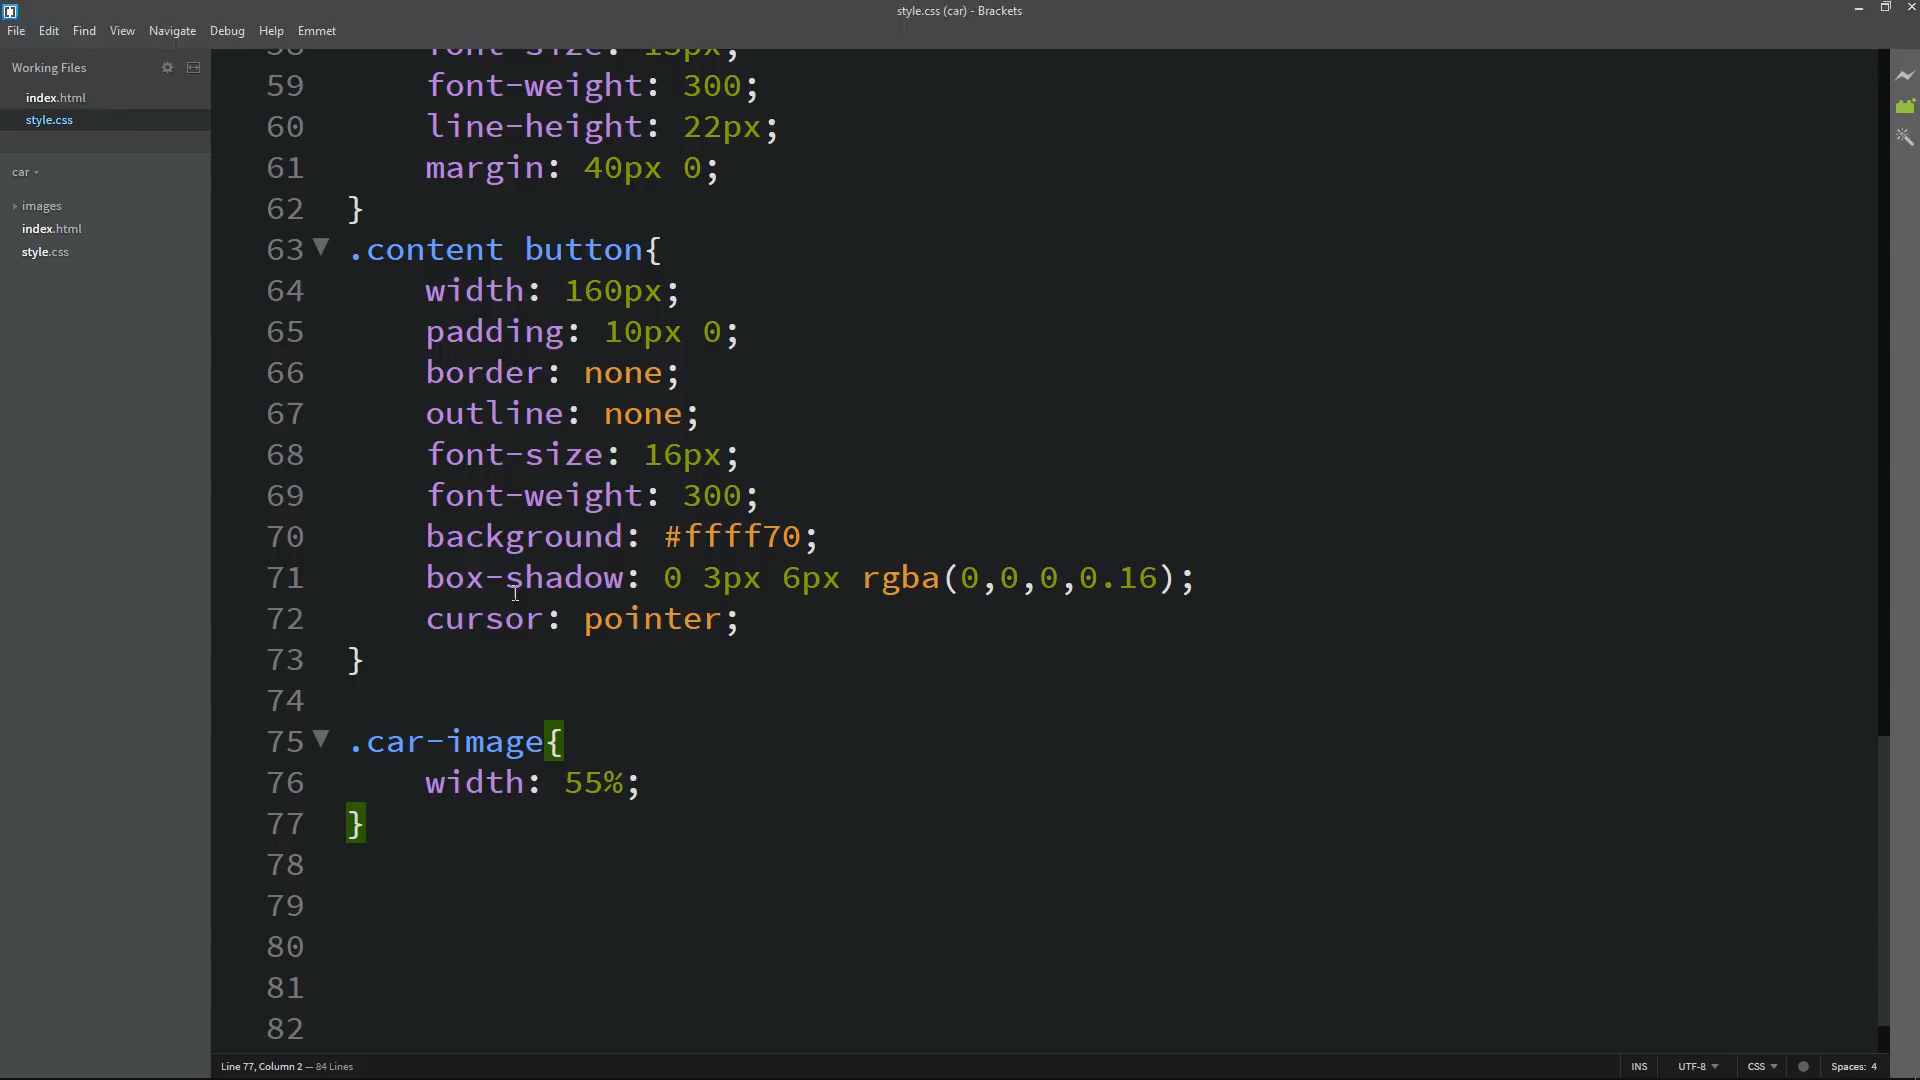 style.css (car) - Brackets
File Edit Find View Navigate Debug Help Emmet
Working Files
index.html
style.css
car
images
index.html
style.css
58 font-size: 15px;
59 font-weight: 300;
60 line-height: 22px;
61 margin: 40px 0;
62 }
63 .content button{
64 width: 160px;
65 padding: 10px 0;
66 border: none;
67 outline: none;
68 font-size: 16px;
69 font-weight: 300;
70 background: #ffff70;
71 box-shadow: 0 3px 6px rgba(0,0,0,0.16);
72 cursor: pointer;
73 }
74
75 .car-image{
76 width: 55%;
77 }
78
79
80
81
82
Line 77, Column 2 — 84 Lines
INS UTF-8 CSS Spaces: 4